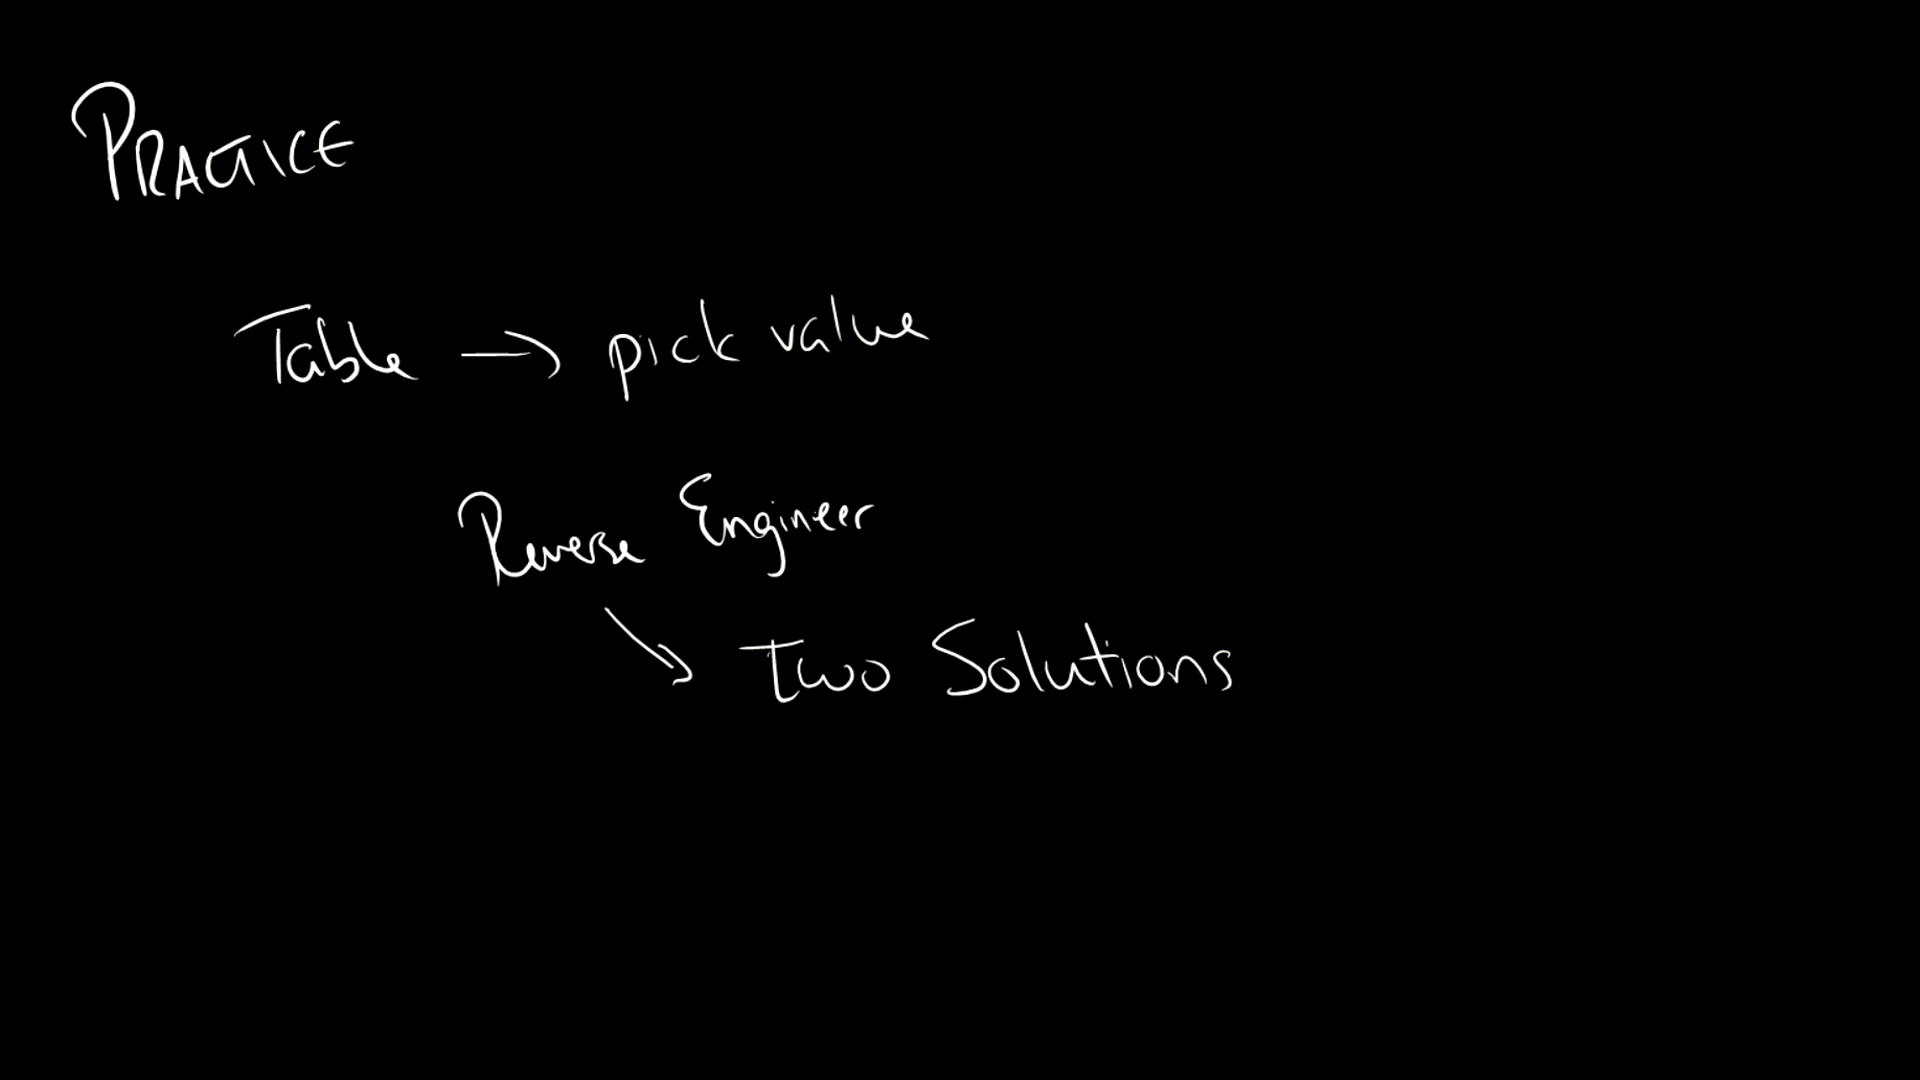 PRACTICE
Table → pick value
Reverse Engineer
↘ Two Solutions